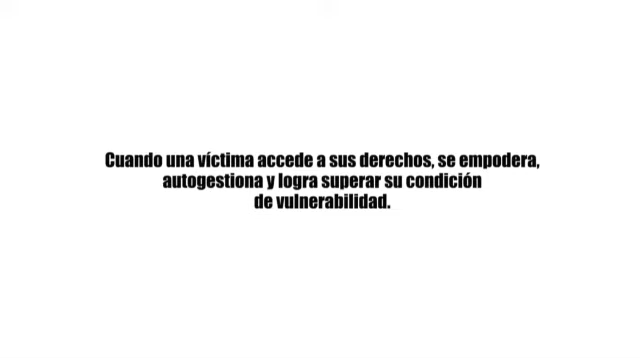 Cuando una víctima accede a sus derechos, se empodera,
autogestiona y logra superar su condición
de vulnerabilidad.